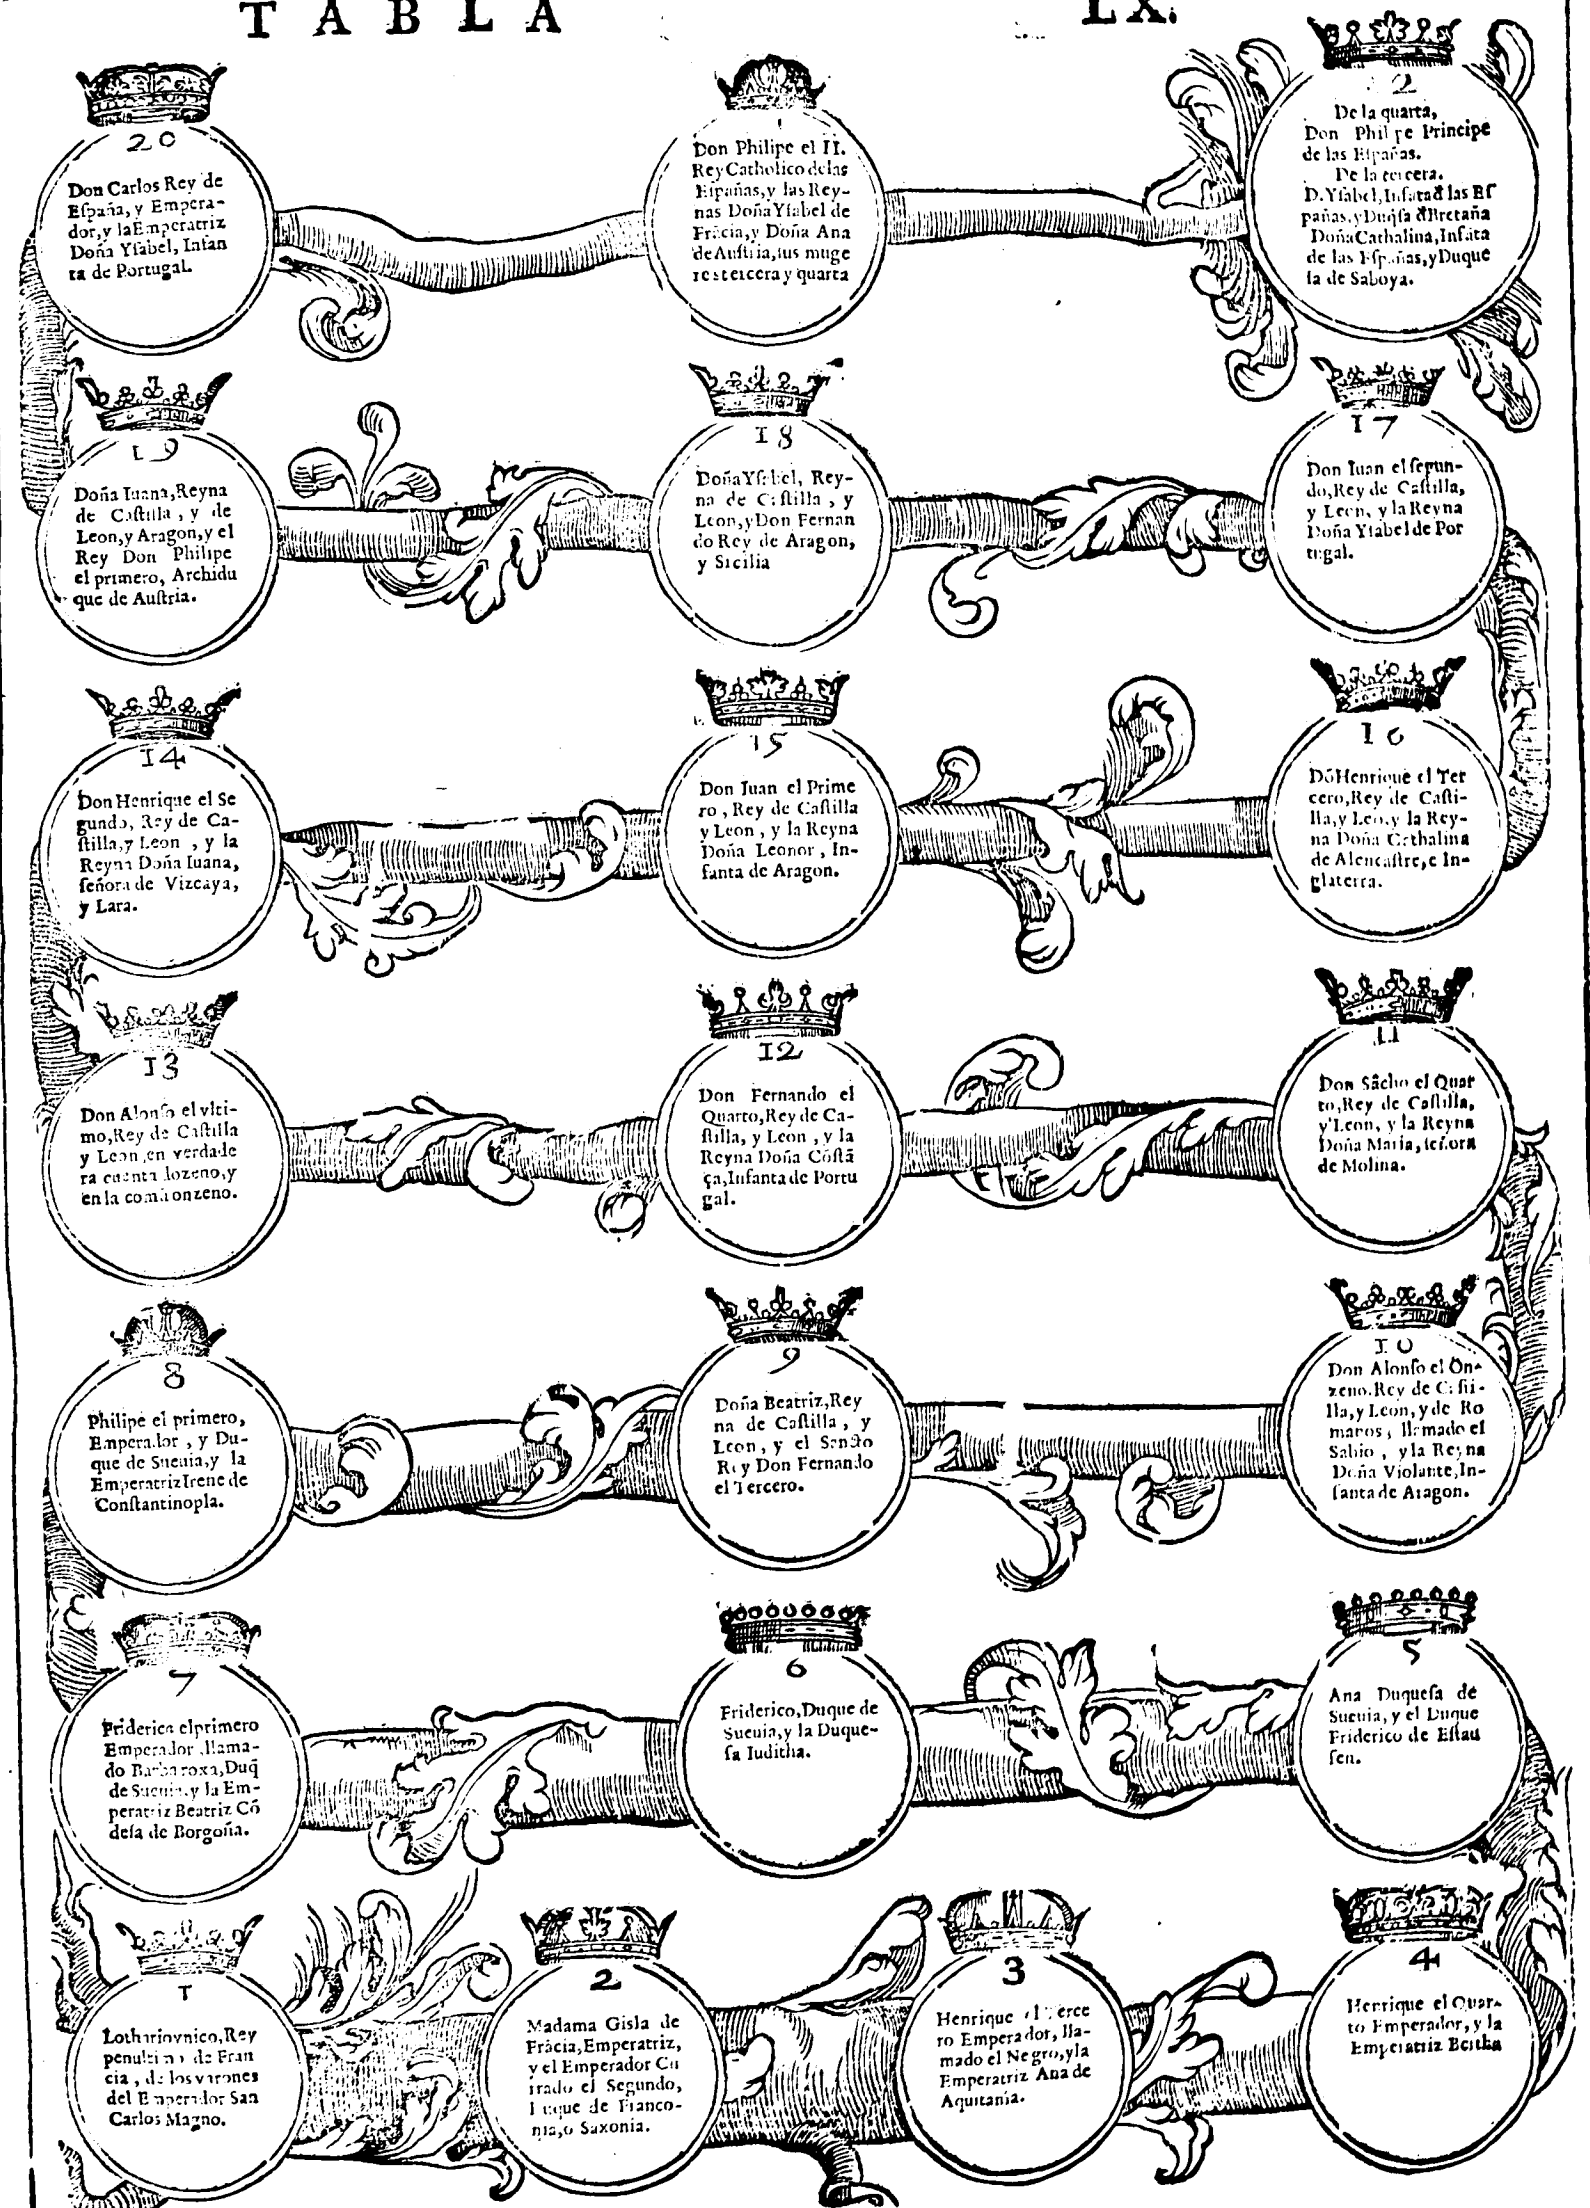 TABLA LX.
20
Don Carlos Rey de
Eſpaña, y Empera-
dor, y la Emperatriz
Doña Yſabel, Infan
ta de Portugal.
Don Philipe el II.
Rey Catholico de las
Eſpañas, y las Rey-
nas Doña Yſabel de
Frãcia, y Doña Ana
de Auſtria, ſus muge
res tercera y quarta
De la quarta,
Don Philipe Principe
de las Eſpañas.
De la tercera.
D. Yſabel, Infãta đ las Eſ
pañas, y Duq̃ſa đ Bretaña
Doña Cathalina, Infãta
de las Eſpañas, y Duque
ſa de Saboya.
19
Doña Iuana, Reyna
de Caſtilla, y de
Leon, y Aragon, y el
Rey Don Philipe
el primero, Archidu
que de Auſtria.
18
Doña Yſabel, Rey-
na de Caſtilla, y
Leon, y Don Fernan
do Rey de Aragon,
y Sicilia
17
Don Iuan el ſegun-
do, Rey de Caſtilla,
y Leon, y la Reyna
Doña Yſabel de Por
tugal.
14
Don Henrique el Se
gundo, Rey de Ca-
ſtilla, y Leon, y la
Reyna Doña Iuana,
ſeñora de Vizcaya,
y Lara.
15
Don Iuan el Prime
ro, Rey de Caſtilla
y Leon, y la Reyna
Doña Leonor, In-
fanta de Aragon.
16
Dõ Henrique el Ter
cero, Rey de Caſti-
lla, y Leõ, y la Rey-
na Doña Cathalina
de Alencaſtre, e In-
glaterra.
13
Don Alonſo el vlti-
mo, Rey de Caſtilla
y Leon, en verdade
ra cuenta dozeno, y
en la comũ onzeno.
12
Don Fernando el
Quarto, Rey de Ca-
ſtilla, y Leon, y la
Reyna Doña Cõſtã
ça, Infanta de Portu
gal.
11
Don Sãcho el Quar
to, Rey de Caſtilla,
y Leon, y la Reyna
Doña Maria, ſeñora
de Molina.
8
Philipe el primero,
Emperador, y Du-
que de Sueuia, y la
Emperatriz Irene de
Conſtantinopla.
9
Doña Beatriz, Rey
na de Caſtilla, y
Leon, y el Sancto
Rey Don Fernando
el Tercero.
10
Don Alonſo el On-
zeno, Rey de Caſti-
lla, y Leon, y de Ro
manos, llamado el
Sabio, y la Reyna
Doña Violante, In-
fanta de Aragon.
7
Friderico el primero
Emperador, llama-
do Barbaroxa, Duq̃
de Sueuia, y la Em-
peratriz Beatriz Cõ
deſa de Borgoña.
6
Friderico, Duque de
Sueuia, y la Duque-
ſa Iuditha.
5
Ana Duqueſa de
Sueuia, y el Duque
Friderico de Eſtau
fen.
1
Lothario vnico, Rey
penultimo de Fran
cia, de los varones
del Emperador San
Carlos Magno.
2
Madama Gisla de
Frãcia, Emperatriz,
y el Emperador Cu
rrado el Segundo,
Duque de Franco-
nia, o Saxonia.
3
Henrique el Terce
ro Emperador, lla-
mado el Negro, y la
Emperatriz Ana de
Aquitania.
4
Henrique el Quar-
to Emperador, y la
Emperatriz Bertha